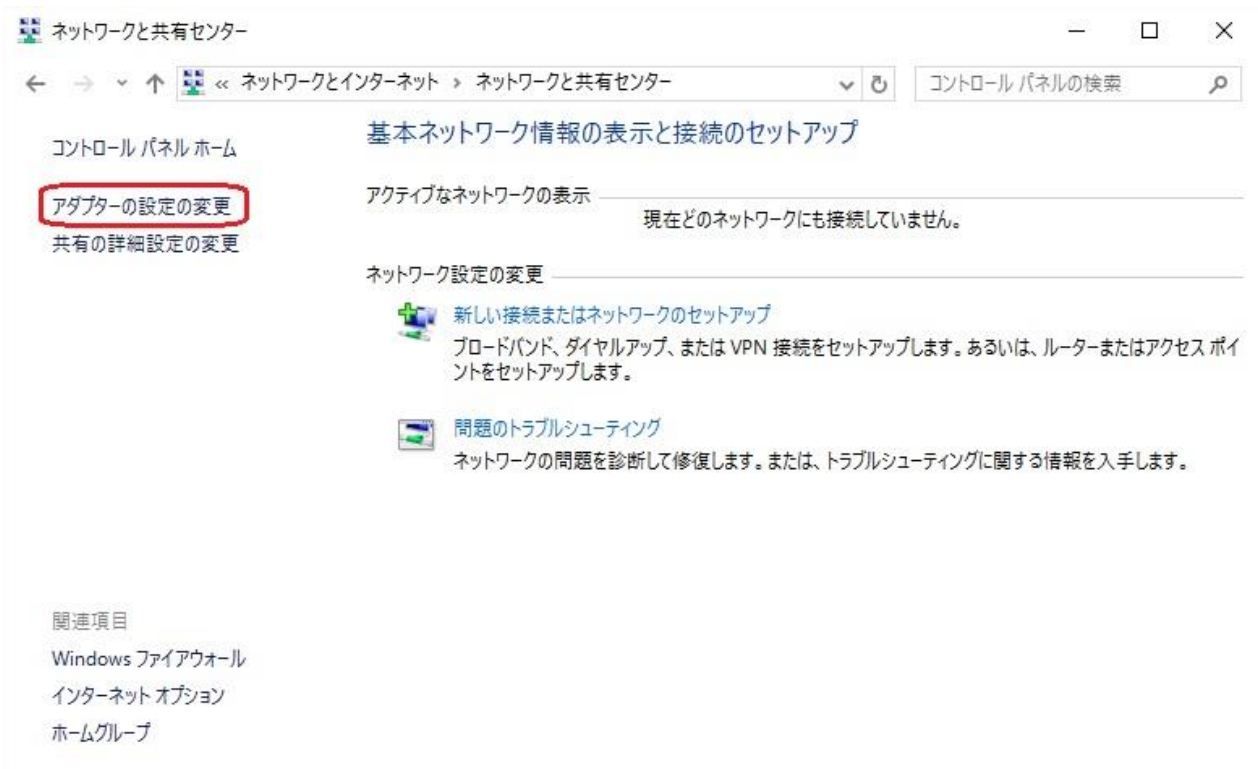 ネットワークと共有センター
« ネットワークとインターネット › ネットワークと共有センター
コントロール パネルの検索
コントロール パネル ホーム
アダプターの設定の変更
共有の詳細設定の変更
基本ネットワーク情報の表示と接続のセットアップ
アクティブなネットワークの表示
現在どのネットワークにも接続していません。
ネットワーク設定の変更
新しい接続またはネットワークのセットアップ
ブロードバンド、ダイヤルアップ、または VPN 接続をセットアップします。あるいは、ルーターまたはアクセス ポイ
ントをセットアップします。
問題のトラブルシューティング
ネットワークの問題を診断して修復します。または、トラブルシューティングに関する情報を入手します。
関連項目
Windows ファイアウォール
インターネット オプション
ホームグループ